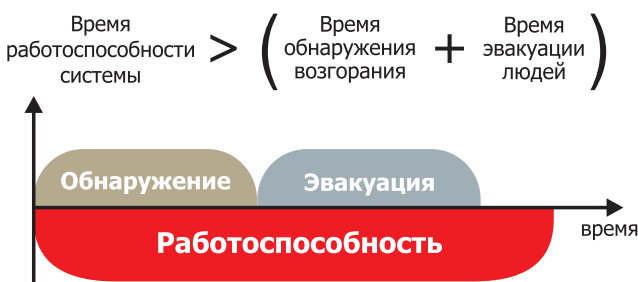 Время
работоспособности
системы
>
(
Время
обнаружения
возгорания
+
Время
эвакуации
людей
)
Обнаружение
Эвакуация
время
Работоспособность